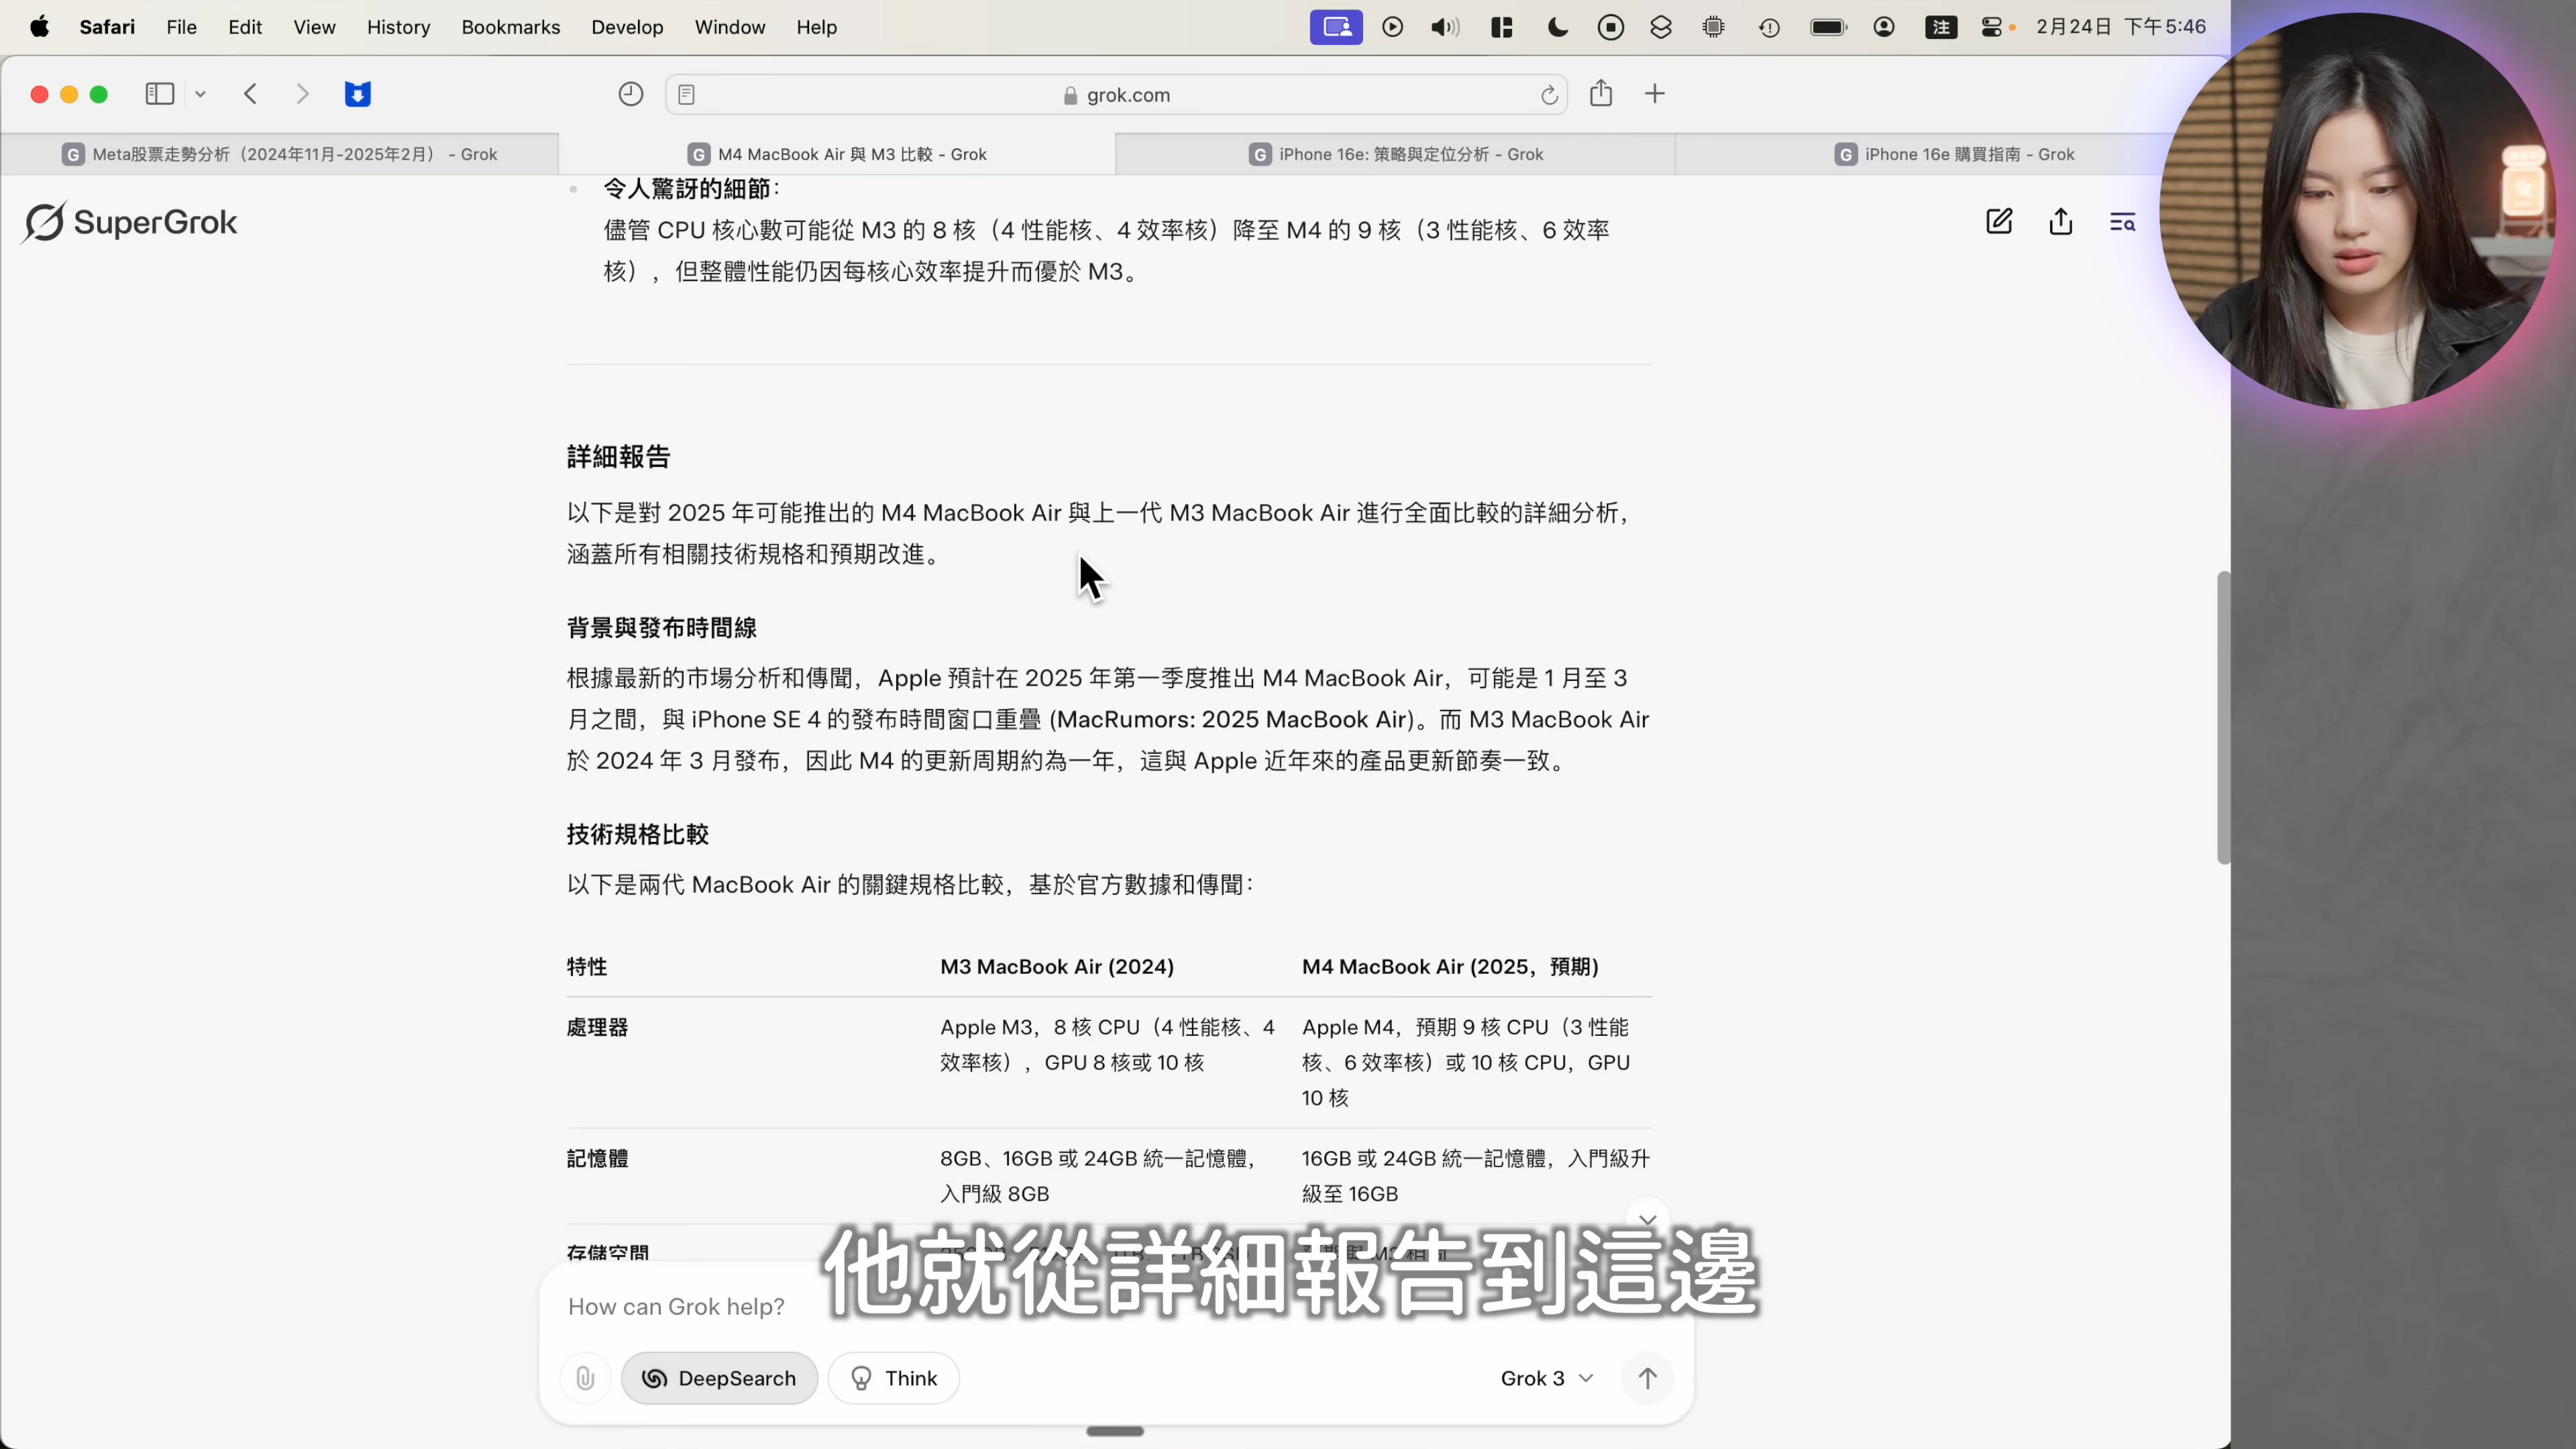 Safari File Edit View History Bookmarks Develop Window Help
注 2月24日 下午5:46
grok.com
Meta股票走勢分析（2024年11月-2025年2月） - Grok
M4 MacBook Air 與 M3 比較 - Grok
iPhone 16e: 策略與定位分析 - Grok
iPhone 16e 購買指南 - Grok
SuperGrok
令人驚訝的細節：
儘管 CPU 核心數可能從 M3 的 8 核（4 性能核、4 效率核）降至 M4 的 9 核（3 性能核、6 效率
核），但整體性能仍因每核心效率提升而優於 M3。
詳細報告
以下是對 2025 年可能推出的 M4 MacBook Air 與上一代 M3 MacBook Air 進行全面比較的詳細分析，
涵蓋所有相關技術規格和預期改進。
背景與發布時間線
根據最新的市場分析和傳聞，Apple 預計在 2025 年第一季度推出 M4 MacBook Air，可能是 1 月至 3
月之間，與 iPhone SE 4 的發布時間窗口重疊 (MacRumors: 2025 MacBook Air)。而 M3 MacBook Air
於 2024 年 3 月發布，因此 M4 的更新周期約為一年，這與 Apple 近年來的產品更新節奏一致。
技術規格比較
以下是兩代 MacBook Air 的關鍵規格比較，基於官方數據和傳聞：
特性 M3 MacBook Air (2024) M4 MacBook Air (2025，預期)
處理器
Apple M3，8 核 CPU（4 性能核、4
效率核），GPU 8 核或 10 核
Apple M4，預期 9 核 CPU（3 性能
核、6 效率核）或 10 核 CPU，GPU
10 核
記憶體
8GB、16GB 或 24GB 統一記憶體，
入門級 8GB
16GB 或 24GB 統一記憶體，入門級升
級至 16GB
存儲空間
他就從詳細報告到這邊
How can Grok help?
DeepSearch Think Grok 3